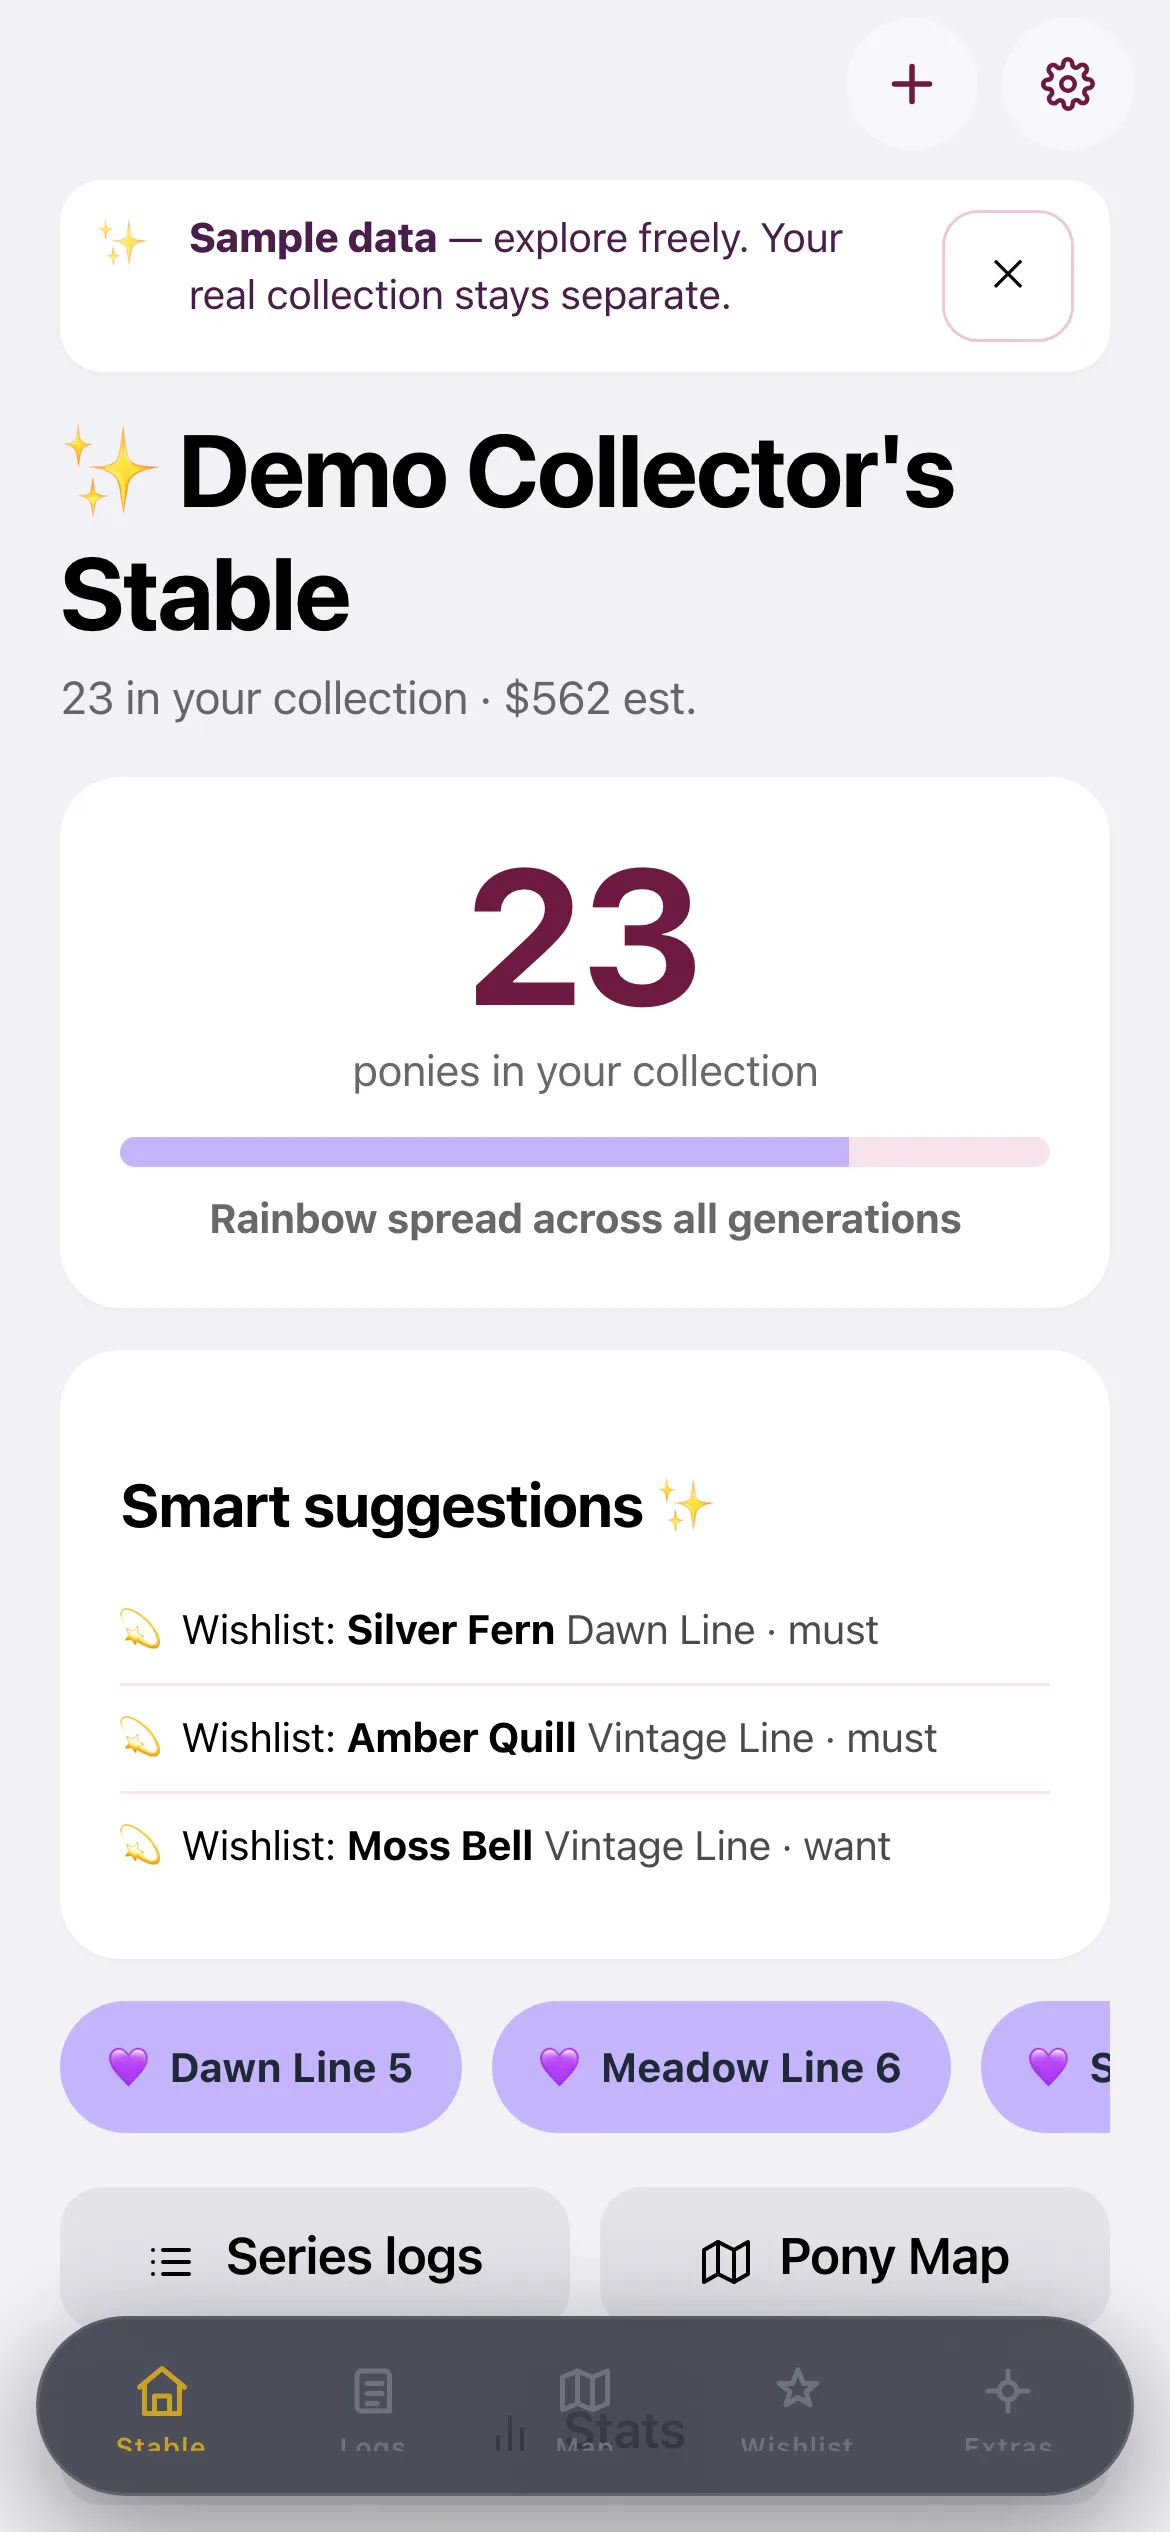 Sample data — explore freely. Your
real collection stays separate.
✨ Demo Collector's
Stable
23 in your collection · $562 est.
23
ponies in your collection
Rainbow spread across all generations
Smart suggestions ✨
💫 Wishlist: Silver Fern Dawn Line · must
💫 Wishlist: Amber Quill Vintage Line · must
💫 Wishlist: Moss Bell Vintage Line · want
💜 Dawn Line 5
💜 Meadow Line 6
💜 S
Series logs
Pony Map
Stats
Stable
Logs
Map
Wishlist
Extras